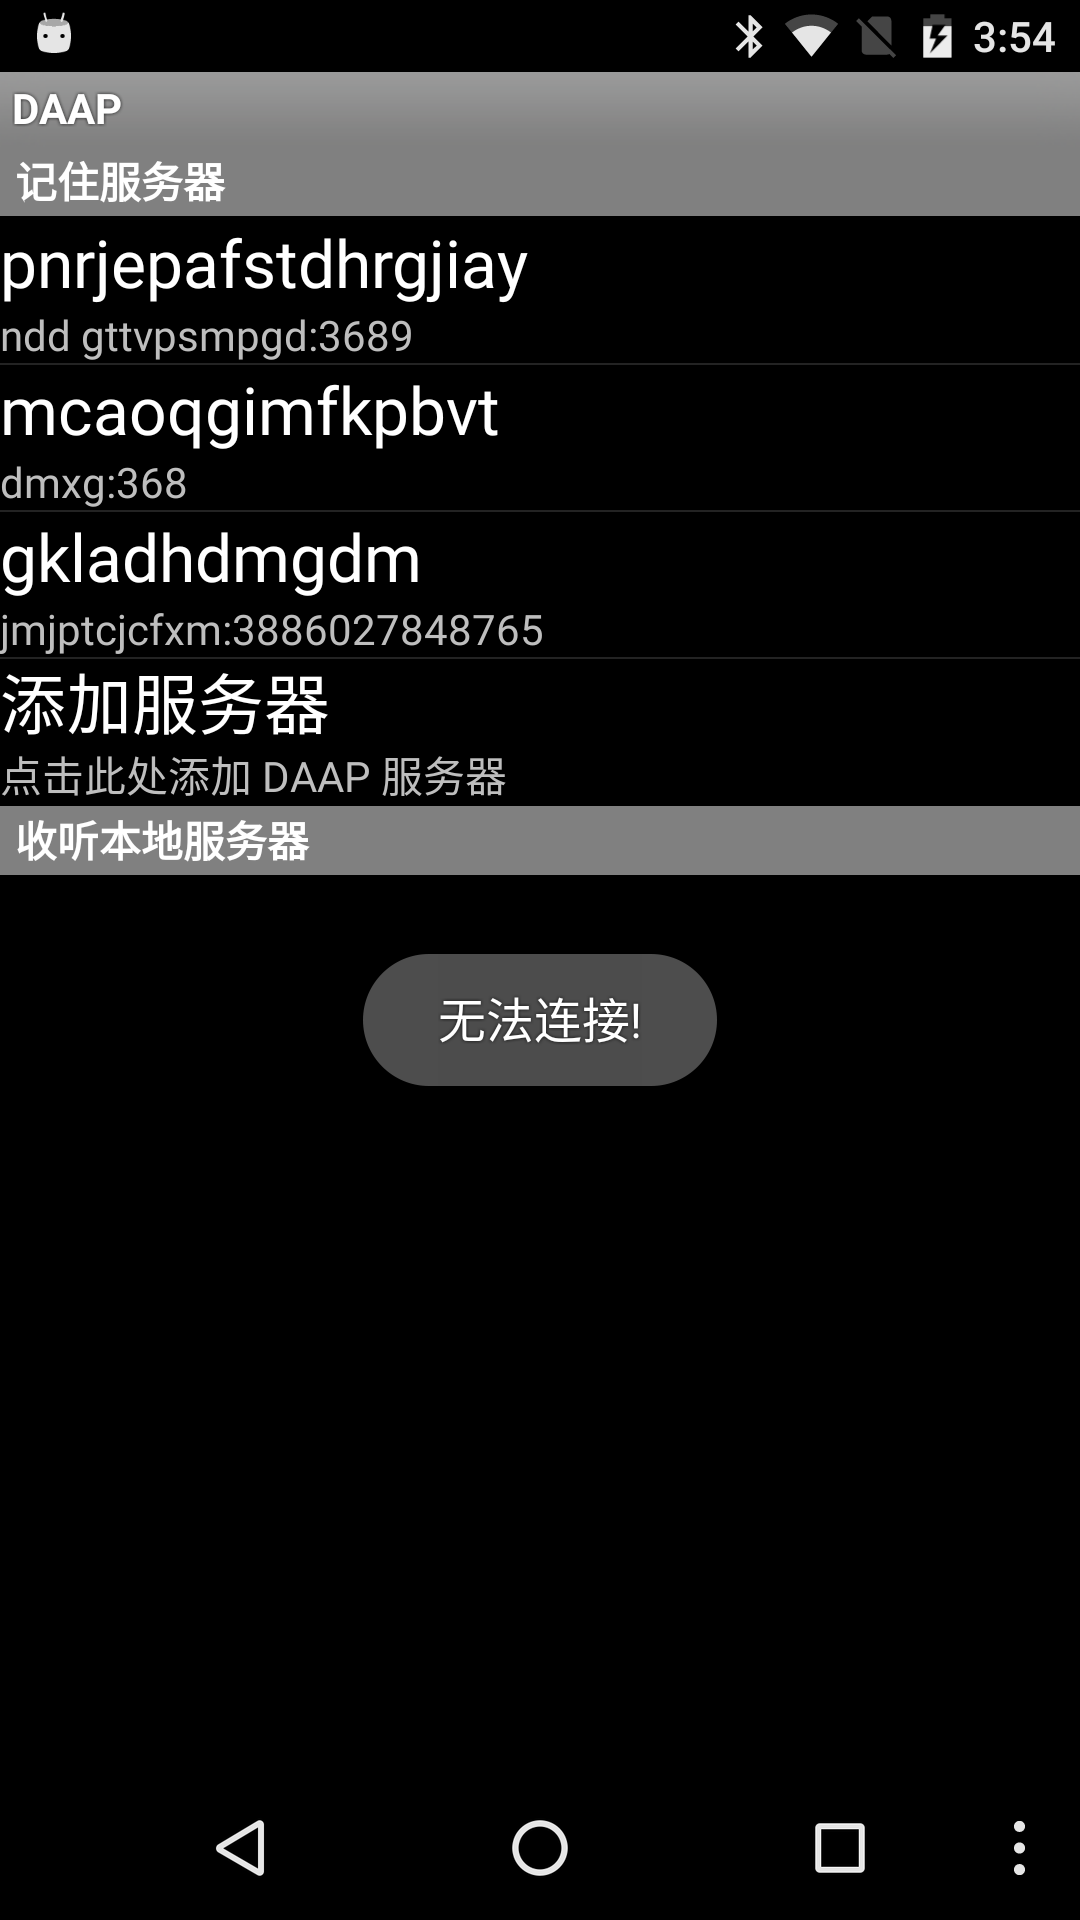 3:54
DAAP
记住服务器
pnrjepafstdhrgjiay
ndd gttvpsmpgd:3689
mcaoqgimfkpbvt
dmxg:368
gkladhdmgdm
jmjptcjcfxm:3886027848765
添加服务器
点击此处添加 DAAP 服务器
收听本地服务器
无法连接!